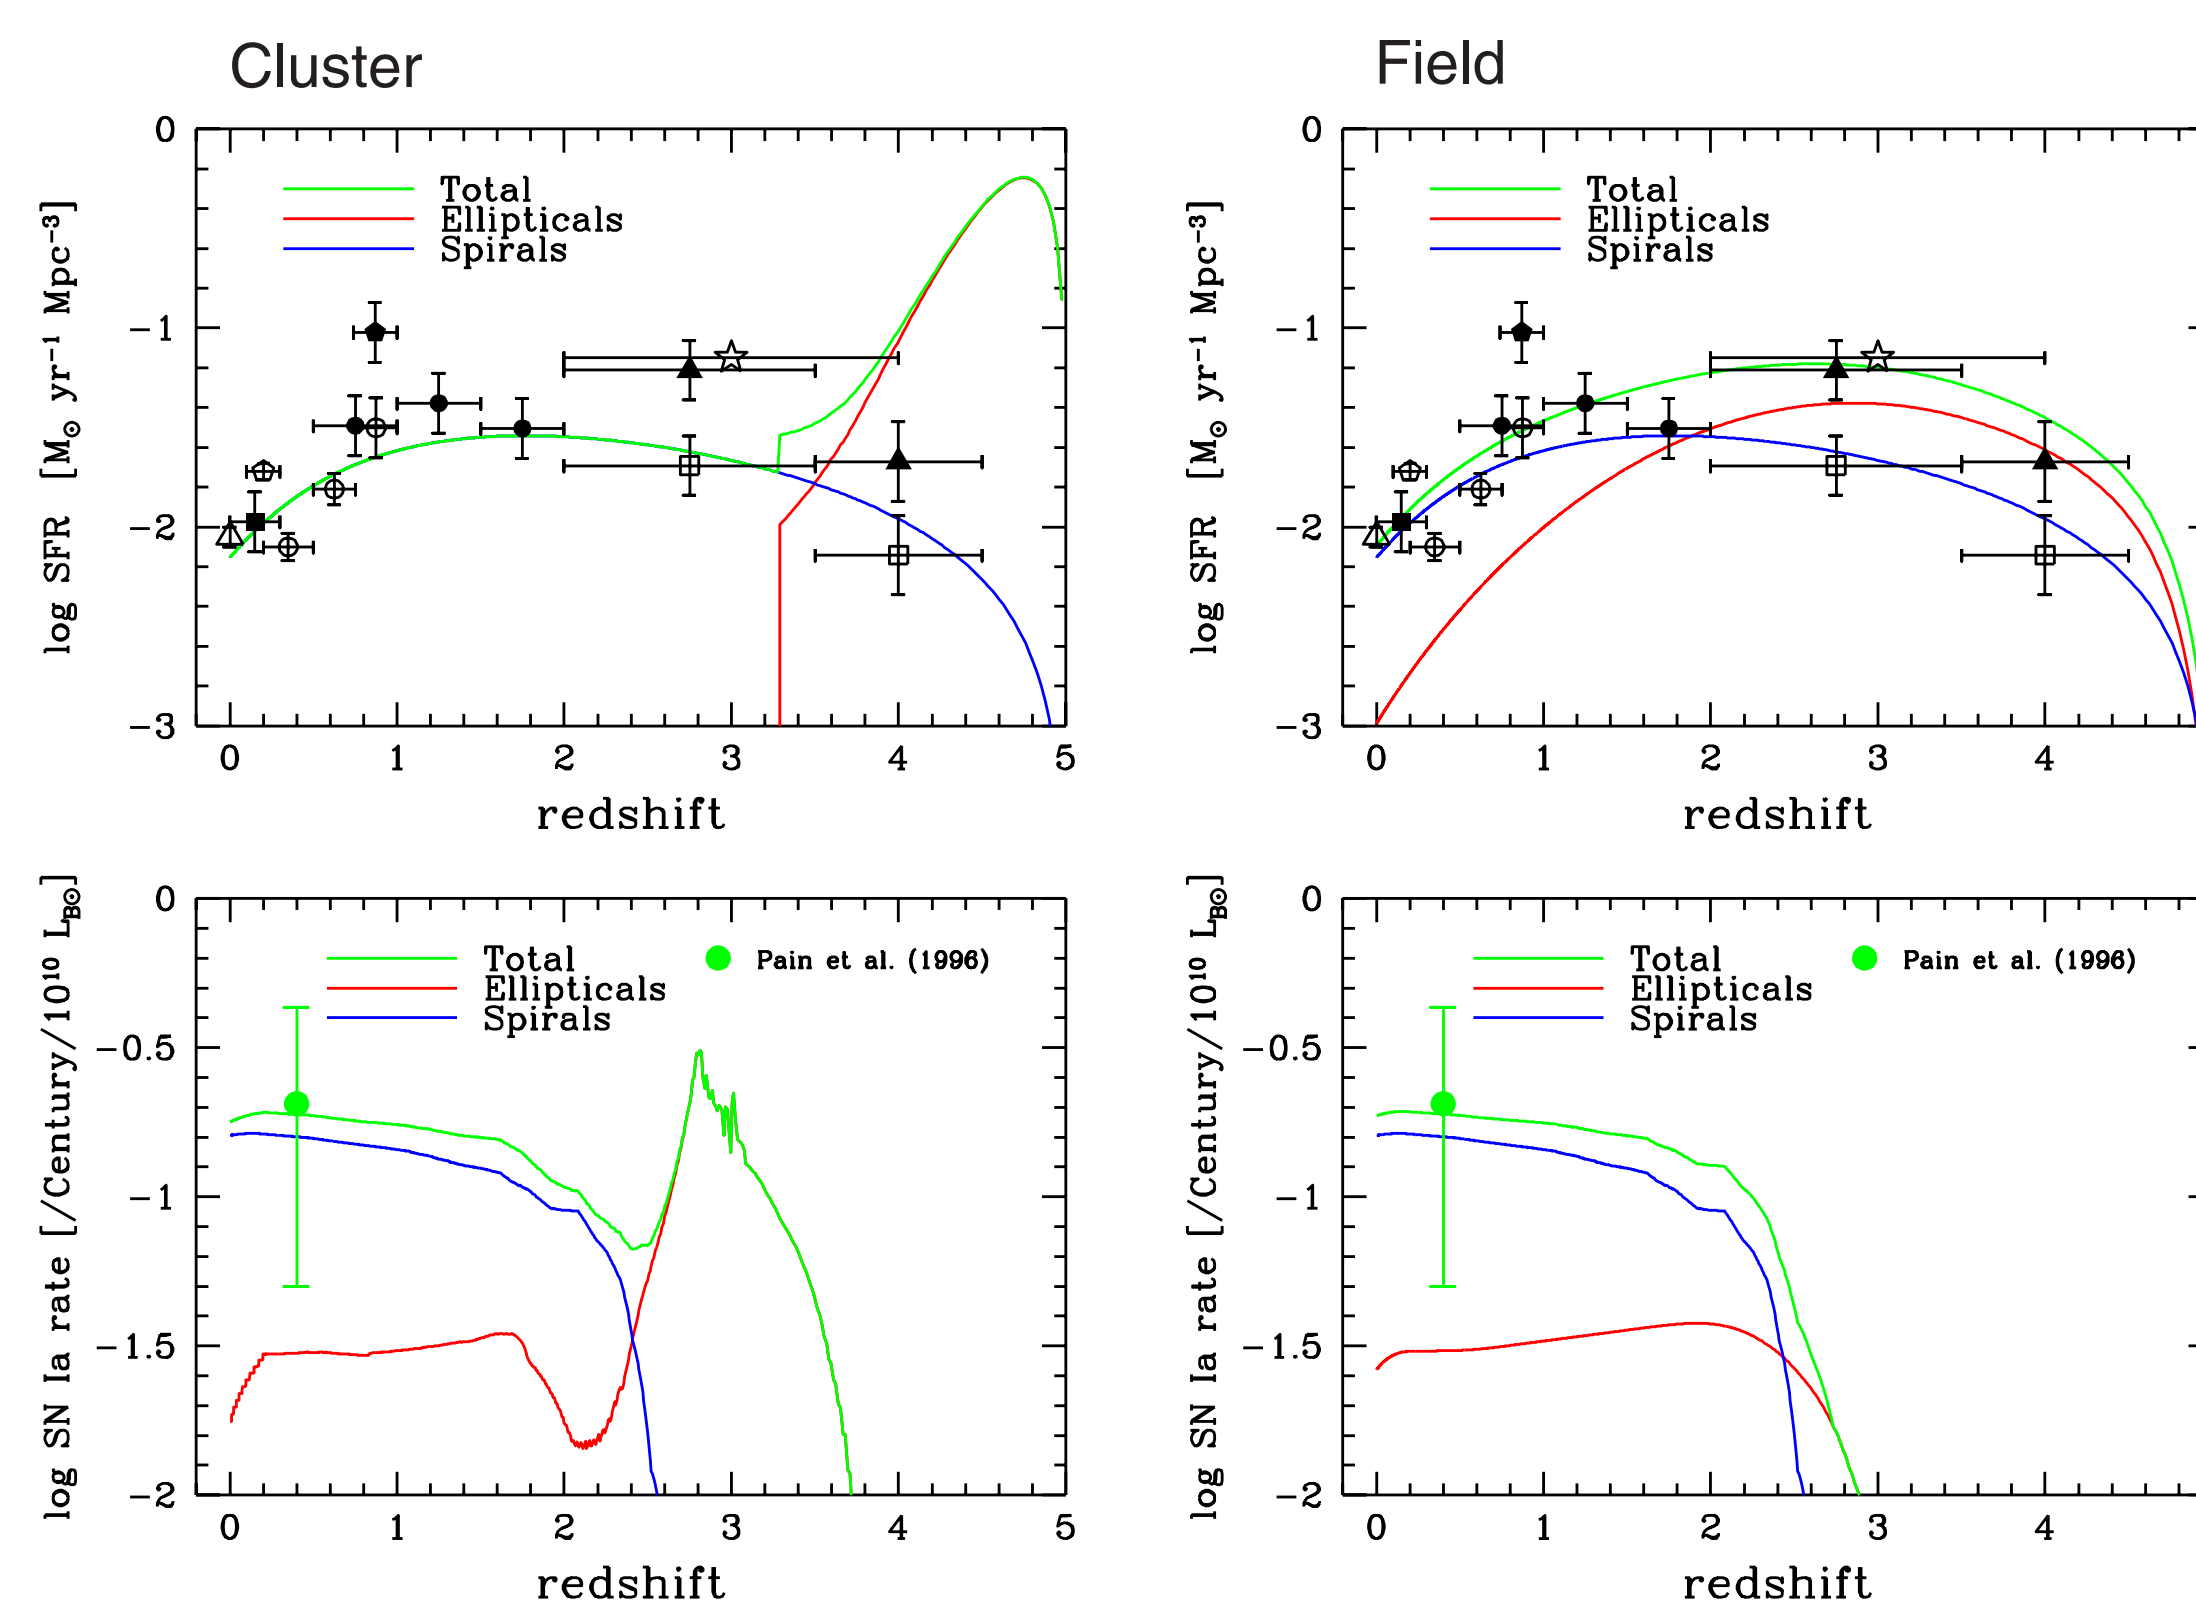 Cluster
Field
0
-1
-2
-3
log SFR [M⊙ yr⁻¹ Mpc⁻³]
Total
Ellipticals
Spirals
0 1 2 3 4 5
redshift
0
-1
-2
-3
log SFR [M⊙ yr⁻¹ Mpc⁻³]
Total
Ellipticals
Spirals
0 1 2 3 4
redshift
0
-0.5
-1
-1.5
-2
log SN Ia rate [/Century/10¹⁰ L_B⊙]
Total
Ellipticals
Spirals
Pain et al. (1996)
0 1 2 3 4 5
redshift
0
-0.5
-1
-1.5
-2
log SN Ia rate [/Century/10¹⁰ L_B⊙]
Total
Ellipticals
Spirals
Pain et al. (1996)
0 1 2 3 4
redshift